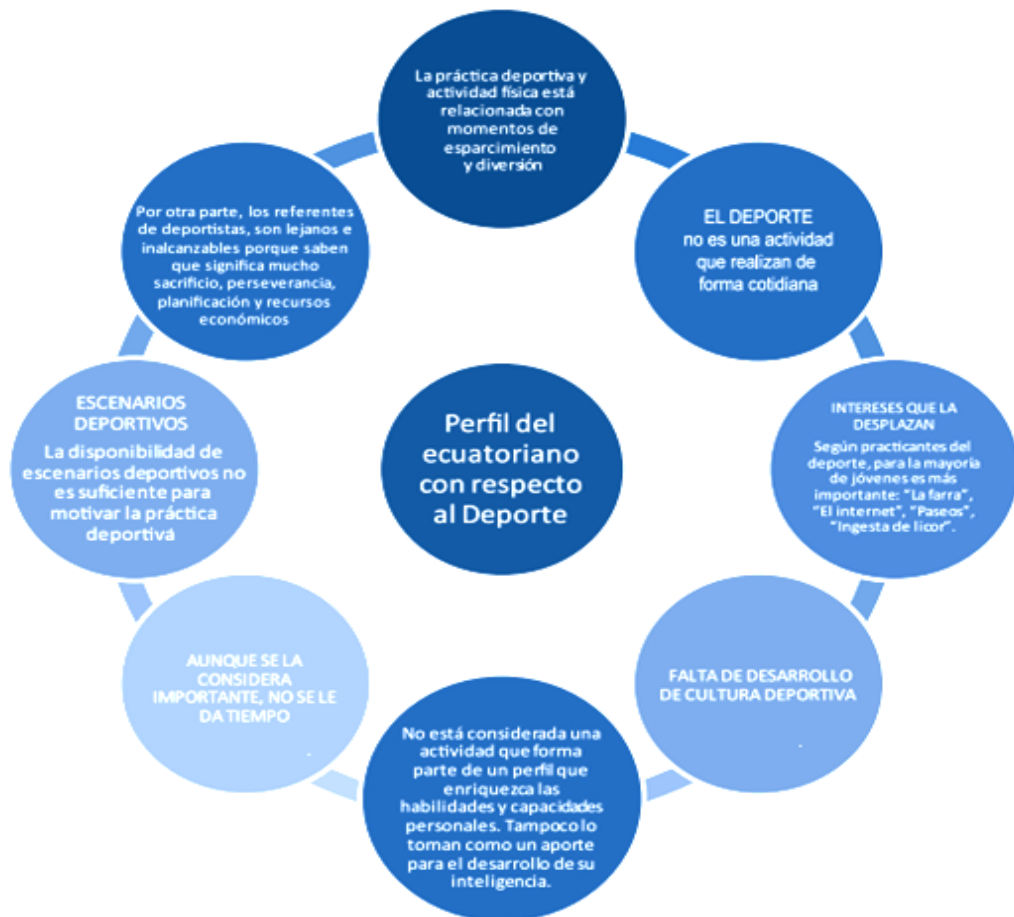 La práctica deportiva y
actividad física está
relacionada con
momentos de
esparcimiento
y diversión
EL DEPORTE
no es una actividad
que realizan de
forma cotidiana
INTERESES QUE LA
DESPLAZAN
Según practicantes del
deporte, para la mayoría
de jóvenes es más
importante: "La farra",
"El internet", "Paseos",
"Ingesta de licor".
FALTA DE DESARROLLO
DE CULTURA DEPORTIVA
.
No está considerada una
actividad que forma
parte de un perfil que
enriquezca las
habilidades y capacidades
personales. Tampoco lo
toman como un aporte
para el desarrollo de su
inteligencia.
AUNQUE SE LA
CONSIDERA
IMPORTANTE, NO SE LE
DA TIEMPO
.
ESCENARIOS
DEPORTIVOS
La disponibilidad de
escenarios deportivos no
es suficiente para
motivar la práctica
deportivá
Por otra parte, los referentes
de deportistas, son lejanos e
inalcanzables porque saben
que significa mucho
sacrificio, perseverancia,
planificación y recursos
económicos
Perfil del
ecuatoriano
con respecto
al Deporte